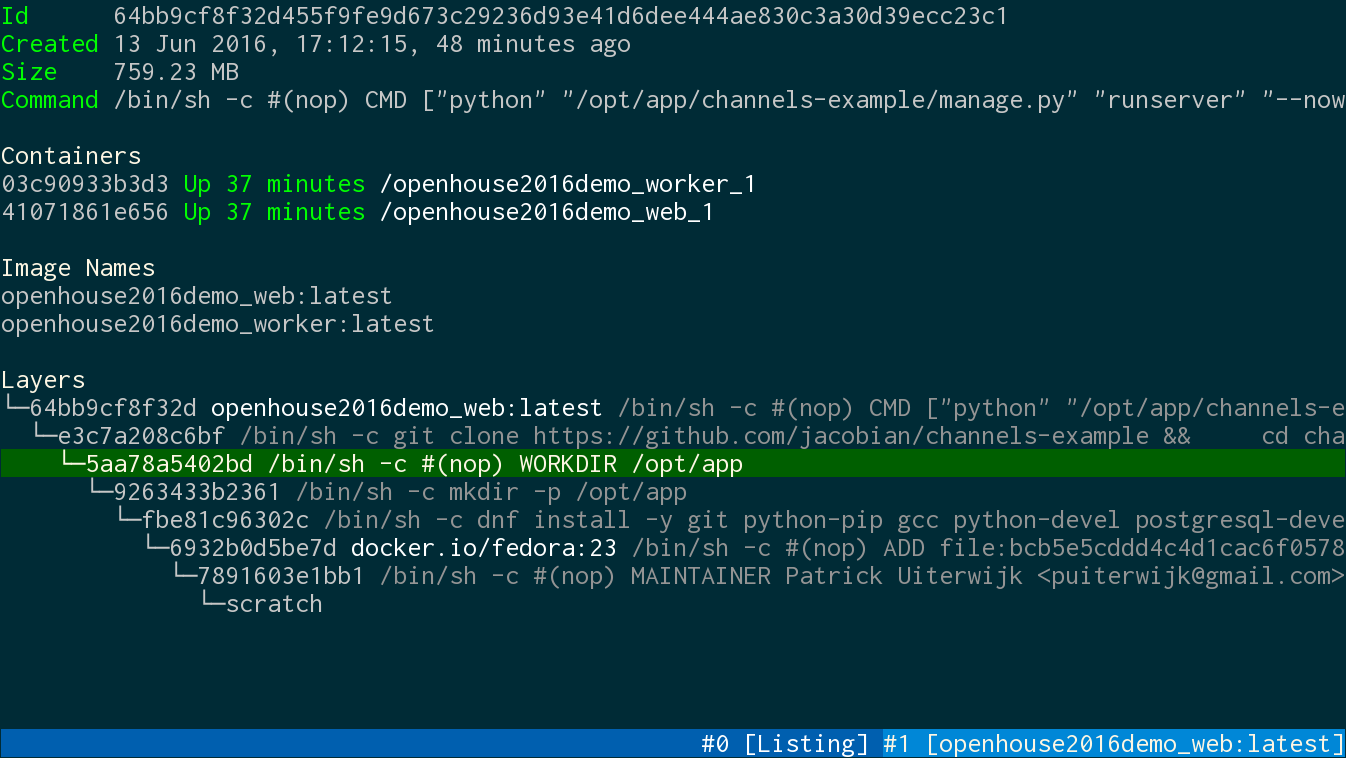 Id      64bb9cf8f32d455f9fe9d673c29236d93e41d6dee444ae830c3a30d39ecc23c1
Created 13 Jun 2016, 17:12:15, 48 minutes ago
Size    759.23 MB
Command /bin/sh -c #(nop) CMD ["python" "/opt/app/channels-example/manage.py" "runserver" "--now

Containers
03c90933b3d3 Up 37 minutes /openhouse2016demo_worker_1
41071861e656 Up 37 minutes /openhouse2016demo_web_1

Image Names
openhouse2016demo_web:latest
openhouse2016demo_worker:latest

Layers
└─64bb9cf8f32d openhouse2016demo_web:latest /bin/sh -c #(nop) CMD ["python" "/opt/app/channels-e
  └─e3c7a208c6bf /bin/sh -c git clone https://github.com/jacobian/channels-example &&     cd cha
    └─5aa78a5402bd /bin/sh -c #(nop) WORKDIR /opt/app
      └─9263433b2361 /bin/sh -c mkdir -p /opt/app
        └─fbe81c96302c /bin/sh -c dnf install -y git python-pip gcc python-devel postgresql-deve
          └─6932b0d5be7d docker.io/fedora:23 /bin/sh -c #(nop) ADD file:bcb5e5cddd4c4d1cac6f0578
            └─7891603e1bb1 /bin/sh -c #(nop) MAINTAINER Patrick Uiterwijk <puiterwijk@gmail.com>
              └─scratch
#0 [Listing] #1 [openhouse2016demo_web:latest]